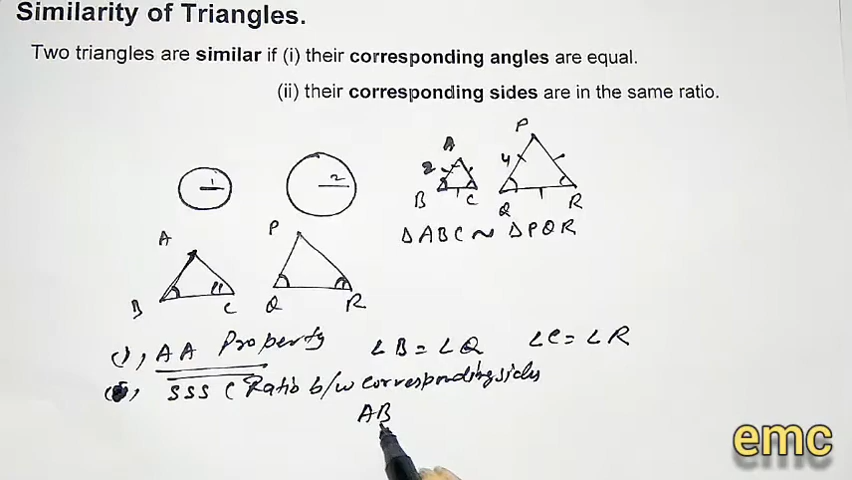 Similarity of Triangles.
Two triangles are similar if (i) their corresponding angles are equal.
(ii) their corresponding sides are in the same ratio.
1
2
A
2
B
C
P
4
Q
R
ΔABC ~ ΔPQR
A
B
C
P
Q
R
(1), AA Property ∠B = ∠Q ∠C = ∠R
SSS ( Ratio b/w corresponding sides
AB
emc